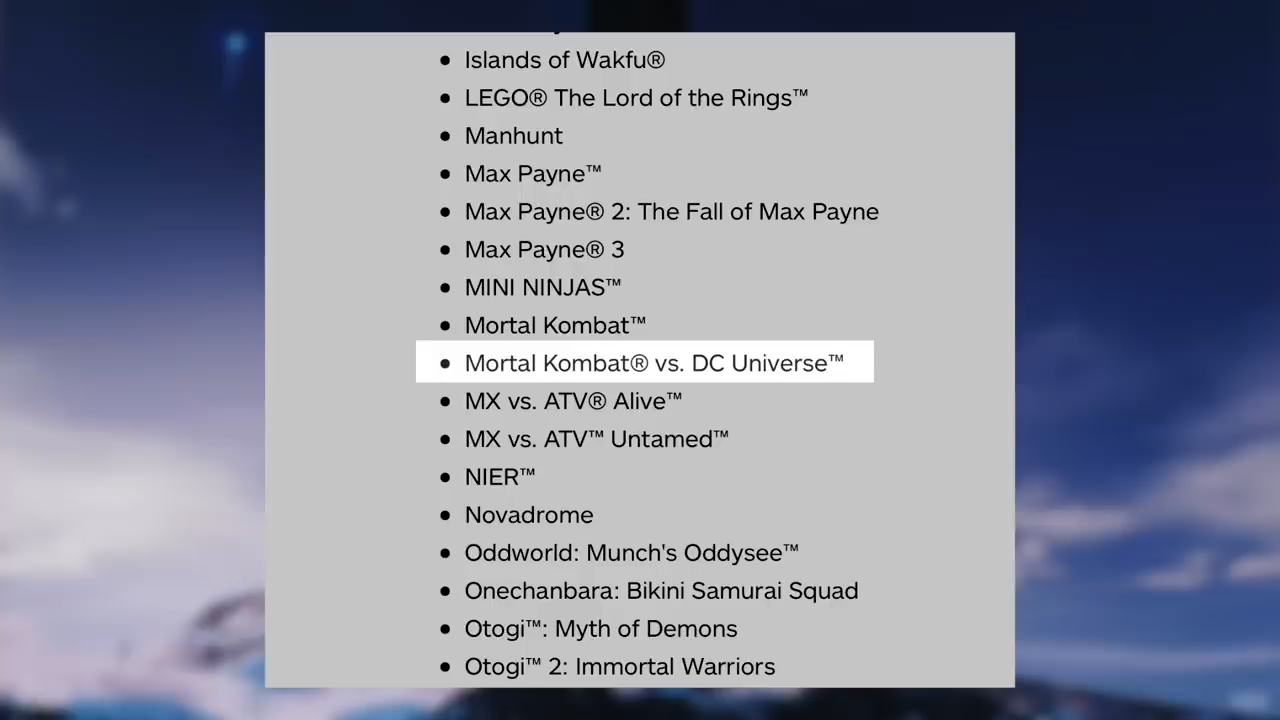 • Islands of Wakfu®
• LEGO® The Lord of the Rings™
• Manhunt
• Max Payne™
• Max Payne® 2: The Fall of Max Payne
• Max Payne® 3
• MINI NINJAS™
• Mortal Kombat™
• Mortal Kombat® vs. DC Universe™
• MX vs. ATV® Alive™
• MX vs. ATV™ Untamed™
• NIER™
• Novadrome
• Oddworld: Munch's Oddysee™
• Onechanbara: Bikini Samurai Squad
• Otogi™: Myth of Demons
• Otogi™ 2: Immortal Warriors